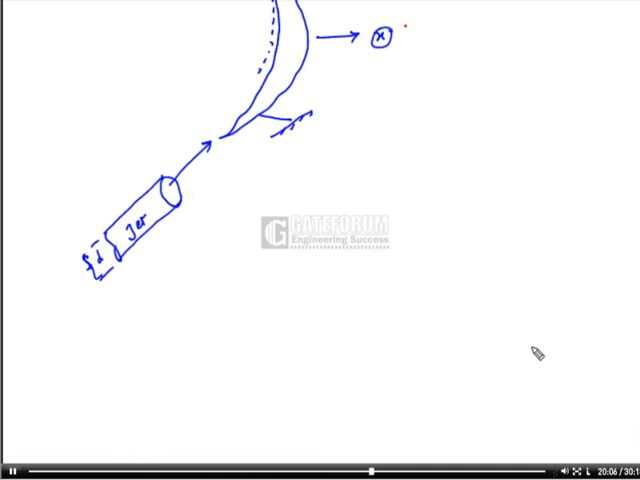 x
Jet
d
GATEFORUM
Engineering Success
20:06 / 30:1